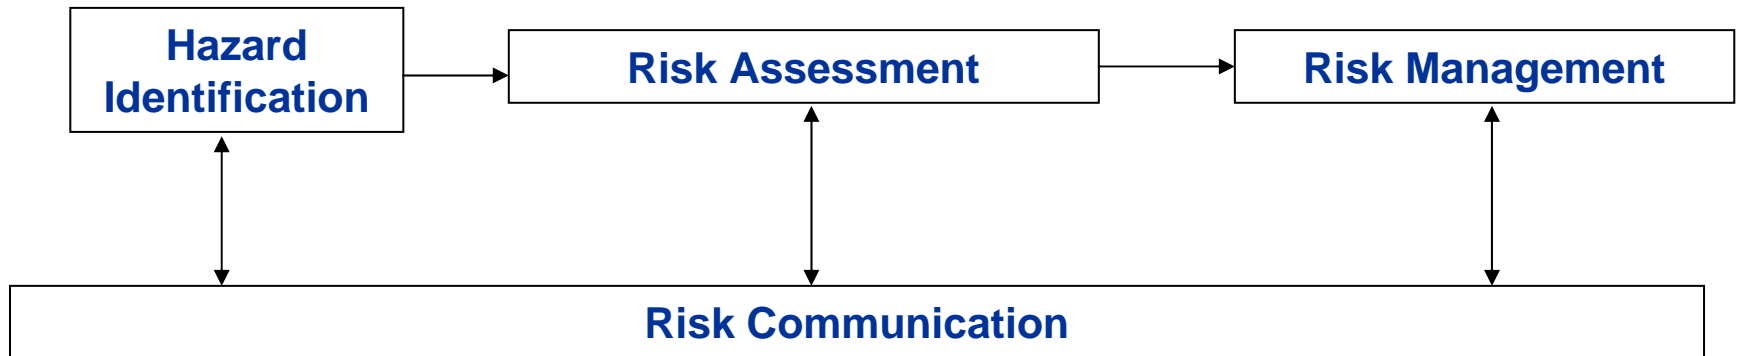 Hazard
Identification
Risk Assessment
Risk Management
Risk Communication